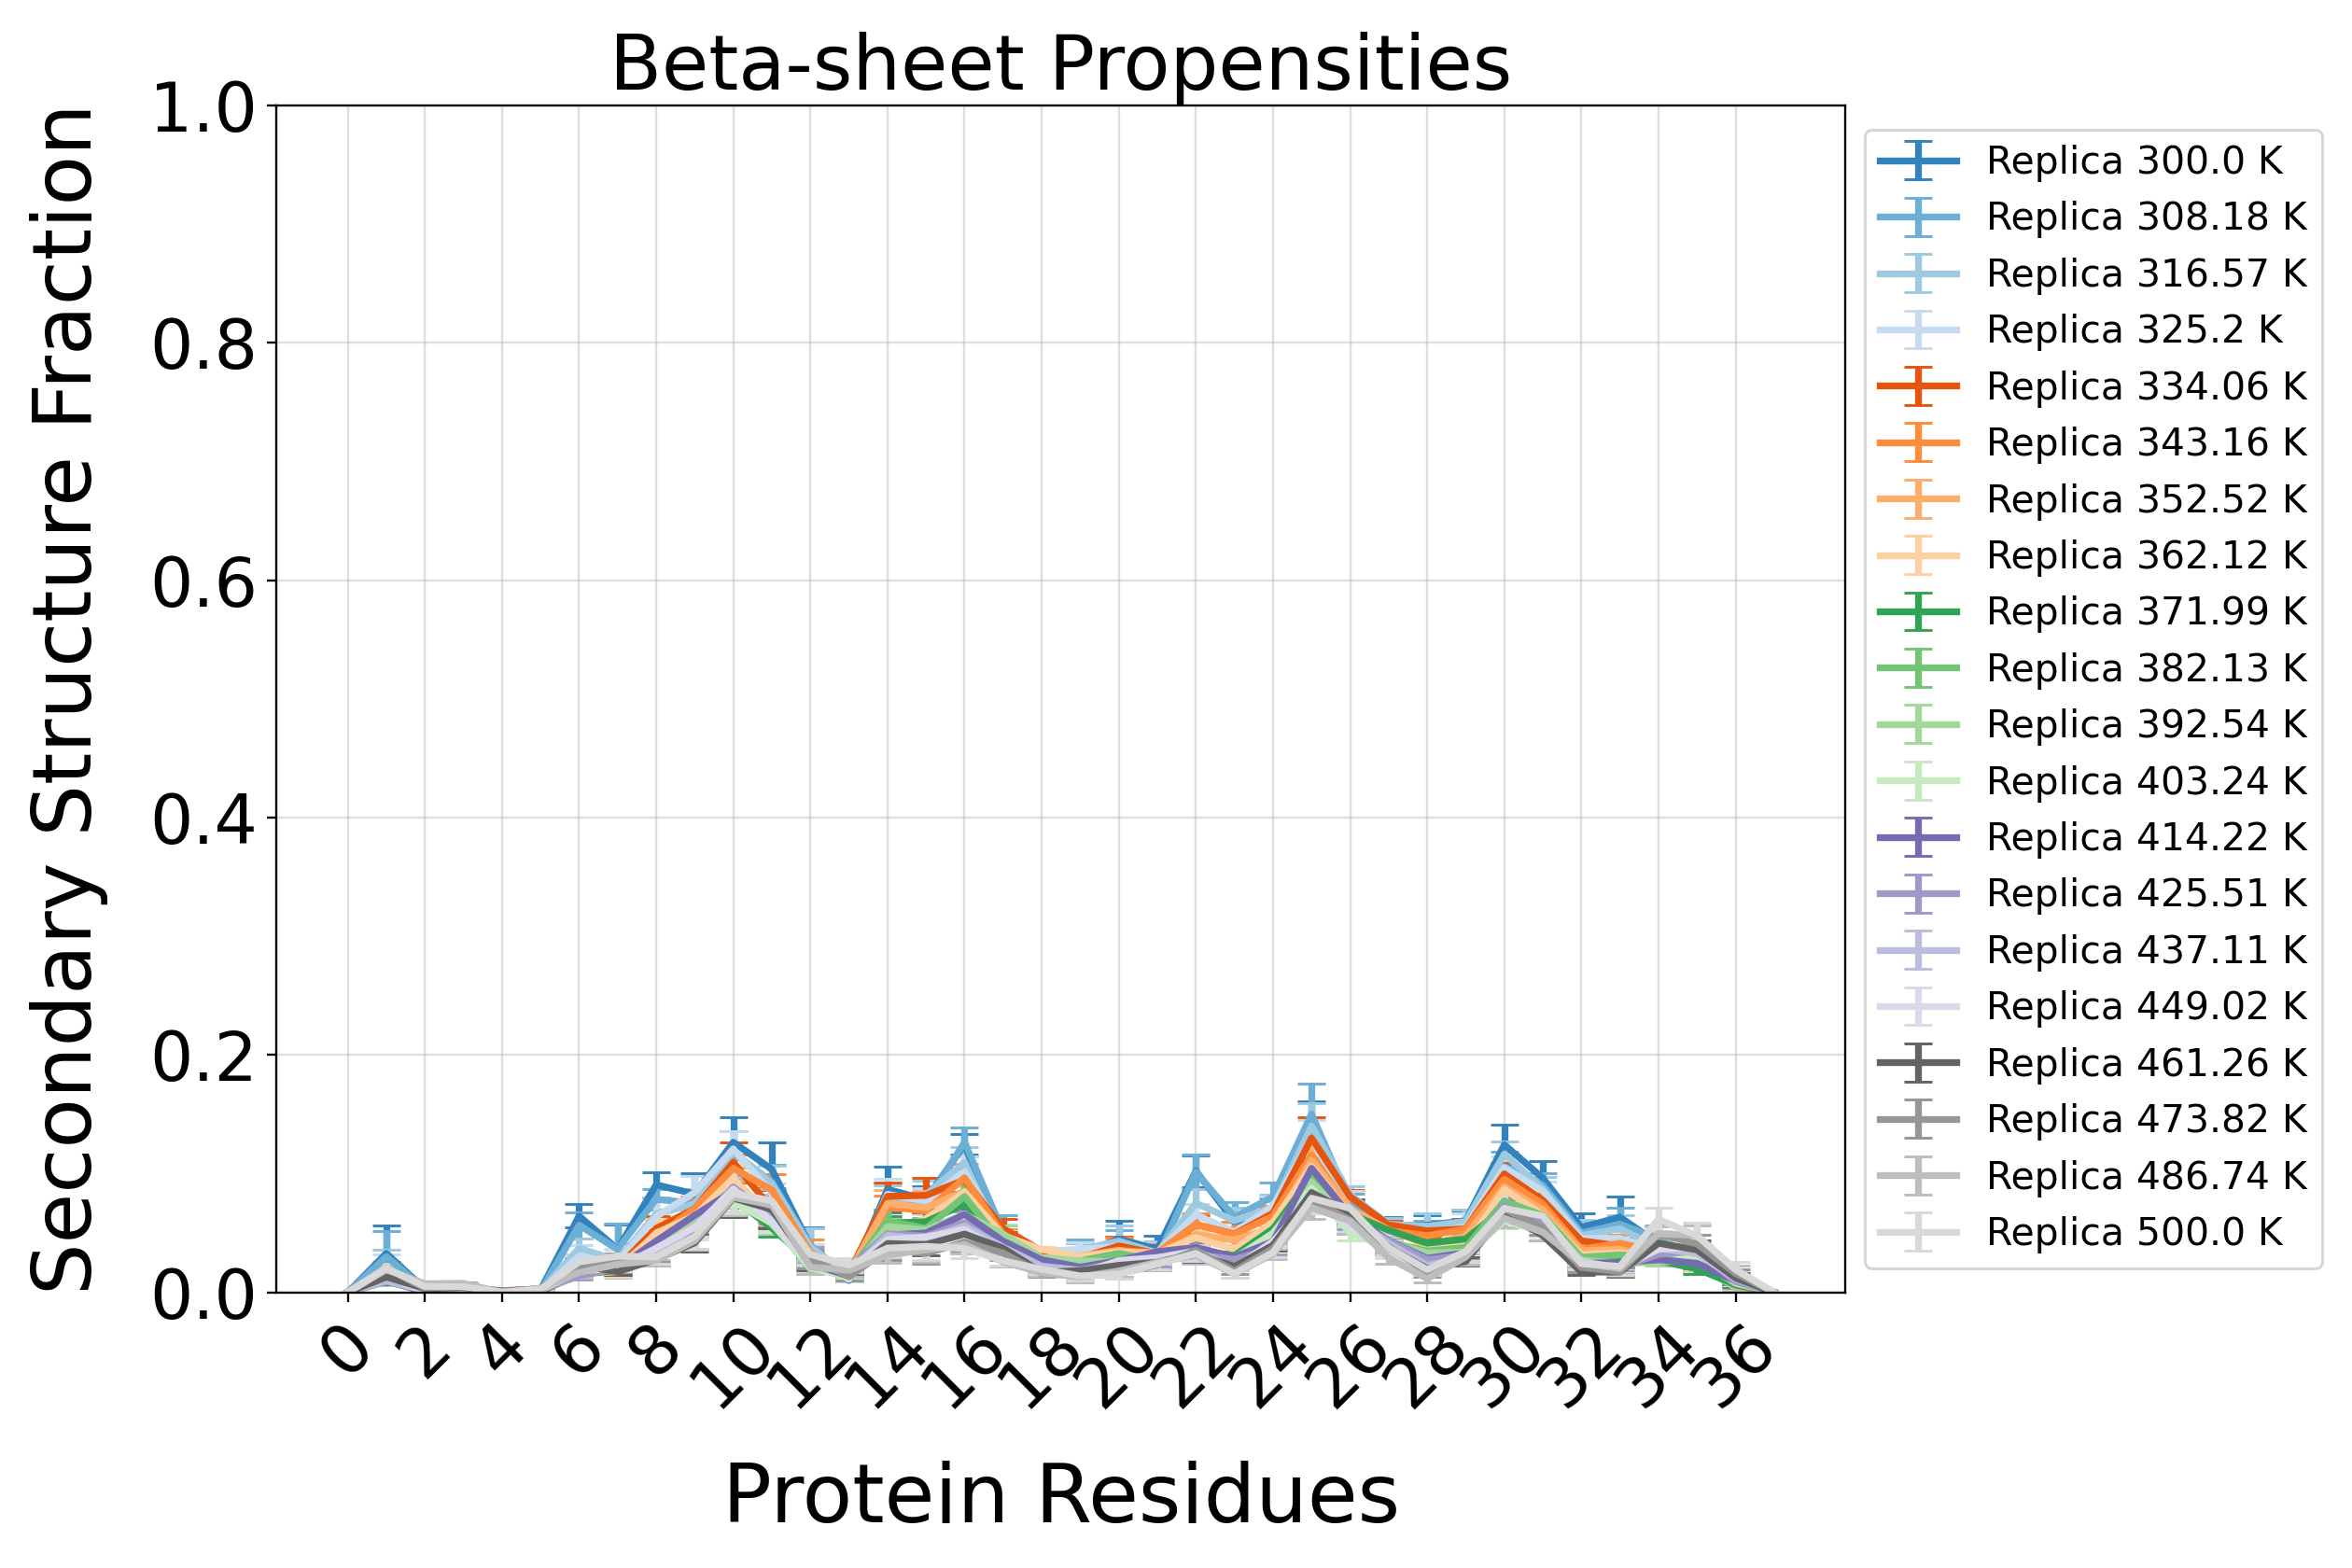 Beta-sheet Propensities
Secondary Structure Fraction
1.0
0.8
0.6
0.4
0.2
0.0
0 2 4 6 8 10 12 14 16 18 20 22 24 26 28 30 32 34 36
Protein Residues
Replica 300.0 K
Replica 308.18 K
Replica 316.57 K
Replica 325.2 K
Replica 334.06 K
Replica 343.16 K
Replica 352.52 K
Replica 362.12 K
Replica 371.99 K
Replica 382.13 K
Replica 392.54 K
Replica 403.24 K
Replica 414.22 K
Replica 425.51 K
Replica 437.11 K
Replica 449.02 K
Replica 461.26 K
Replica 473.82 K
Replica 486.74 K
Replica 500.0 K